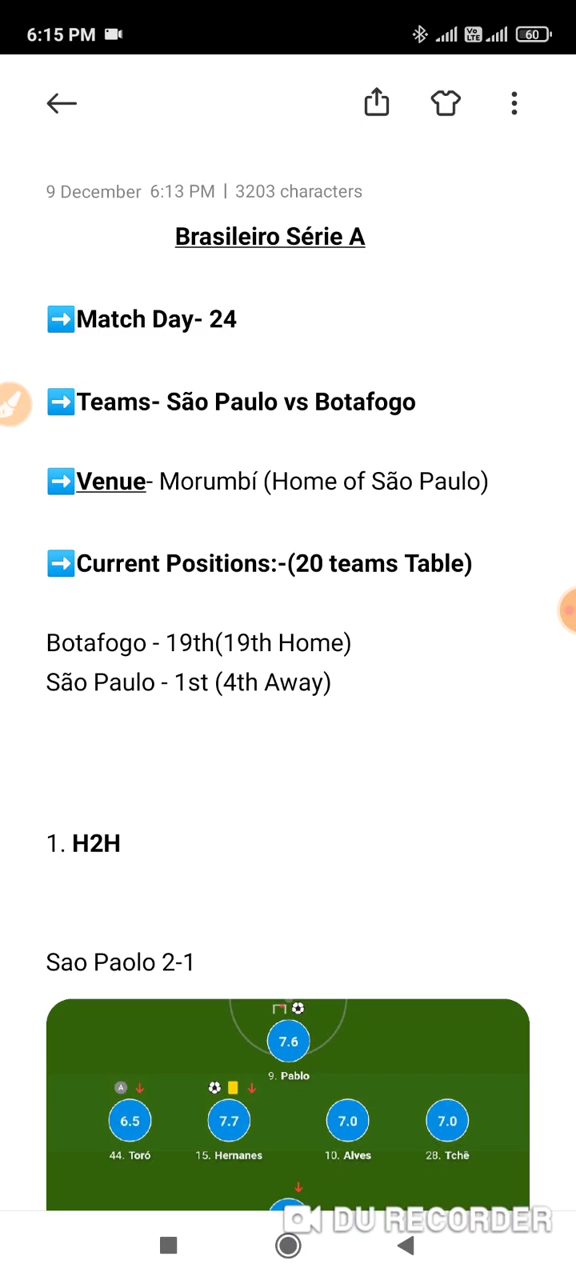 6:15 PM
Vo LTE
60
9 December 6:13 PM | 3203 characters
Brasileiro Série A
➡️Match Day- 24
➡️Teams- São Paulo vs Botafogo
➡️Venue- Morumbí (Home of São Paulo)
➡️Current Positions:-(20 teams Table)
Botafogo - 19th(19th Home)
São Paulo - 1st (4th Away)
1. H2H
Sao Paolo 2-1
7.6
9. Pablo
A
6.5 7.7 7.0 7.0
44. Toró 15. Hernanes 10. Alves 28. Tchê
DU RECORDER